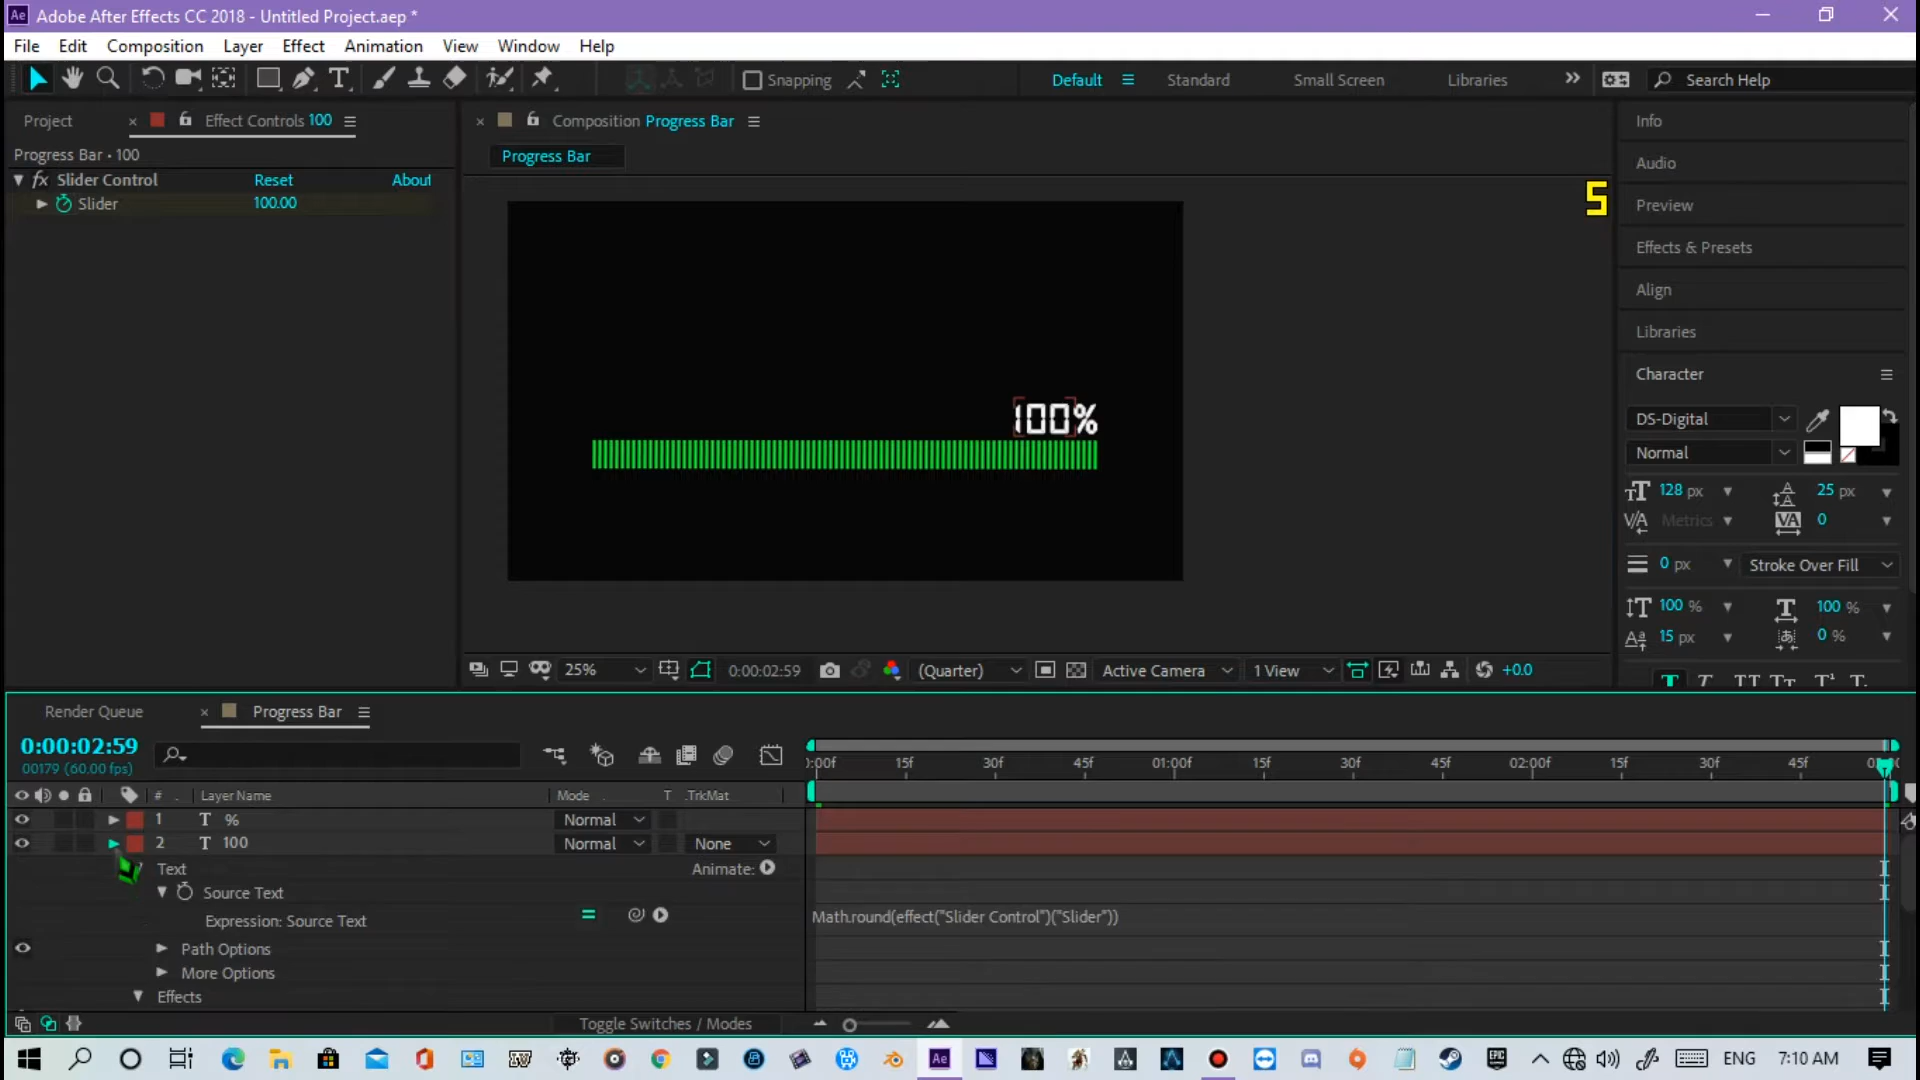 Ae Adobe After Effects CC 2018 - Untitled Project.aep *
File Edit Composition Layer Effect Animation View Window Help
T Snapping Default Standard Small Screen Libraries Search Help
Project Effect Controls 100
Progress Bar • 100
fx Slider Control Reset About
Slider 100.00
Composition Progress Bar
Progress Bar
5
100%
25% 0:00:02:59 (Quarter) Active Camera 1 View +0.0
Info
Audio
Preview
Effects & Presets
Align
Libraries
Character
DS-Digital
Normal
128 px 25 px
Metrics 0
0 px Stroke Over Fill
100 % 100 %
15 px 0 %
Render Queue Progress Bar
0:00:02:59
00179 (60.00 fps)
:00f 15f 30f 45f 01:00f 15f 30f 45f 02:00f 15f 30f 45f
# Layer Name Mode T .TrkMat
1 T % Normal
2 T 100 Normal None
Text Animate:
Source Text
Expression: Source Text Math.round(effect("Slider Control")("Slider"))
Path Options
More Options
Effects
Toggle Switches / Modes
Ae ENG 7:10 AM